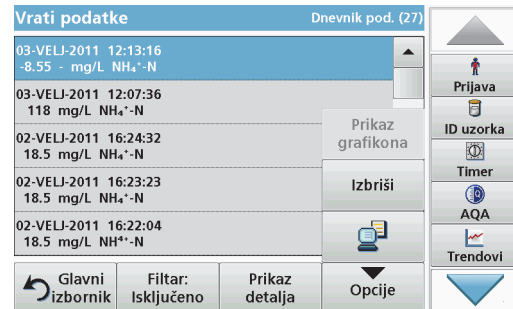 Vrati podatke
Dnevnik pod. (27)
03-VELJ-2011 12:13:16
-8.55 - mg/L NH₄⁺-N
03-VELJ-2011 12:07:36
118 mg/L NH₄⁺-N
02-VELJ-2011 16:24:32
18.5 mg/L NH₄⁺-N
02-VELJ-2011 16:23:23
18.5 mg/L NH₄⁺-N
02-VELJ-2011 16:22:04
18.5 mg/L NH⁴⁺-N
Prikaz
grafikona
Izbriši
Glavni
izbornik
Filtar:
Isključeno
Prikaz
detalja
Opcije
Prijava
ID uzorka
Timer
AQA
Trendovi